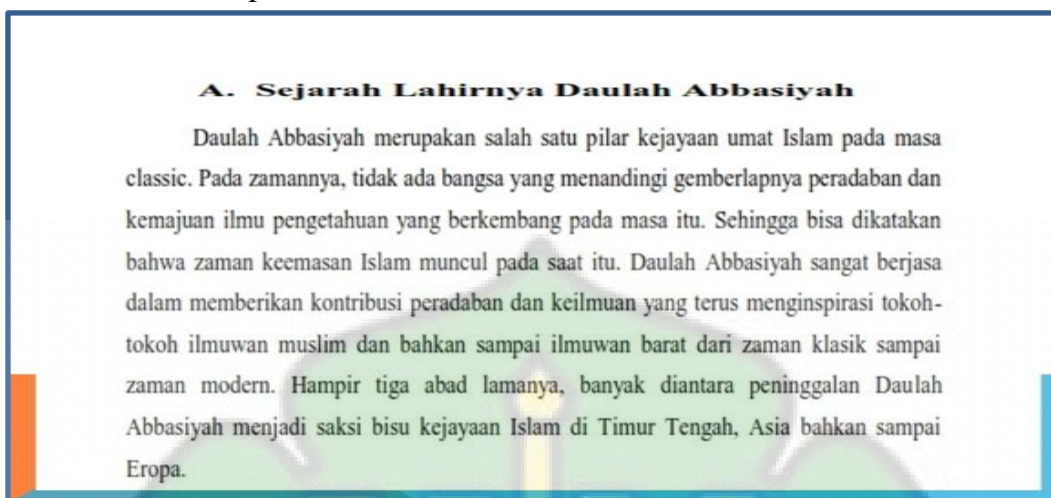 A. Sejarah Lahirnya Daulah Abbasiyah
Daulah Abbasiyah merupakan salah satu pilar kejayaan umat Islam pada masa
classic. Pada zamannya, tidak ada bangsa yang menandingi gemberlapnya peradaban dan
kemajuan ilmu pengetahuan yang berkembang pada masa itu. Sehingga bisa dikatakan
bahwa zaman keemasan Islam muncul pada saat itu. Daulah Abbasiyah sangat berjasa
dalam memberikan kontribusi peradaban dan keilmuan yang terus menginspirasi tokoh-
tokoh ilmuwan muslim dan bahkan sampai ilmuwan barat dari zaman klasik sampai
zaman modern. Hampir tiga abad lamanya, banyak diantara peninggalan Daulah
Abbasiyah menjadi saksi bisu kejayaan Islam di Timur Tengah, Asia bahkan sampai
Eropa.